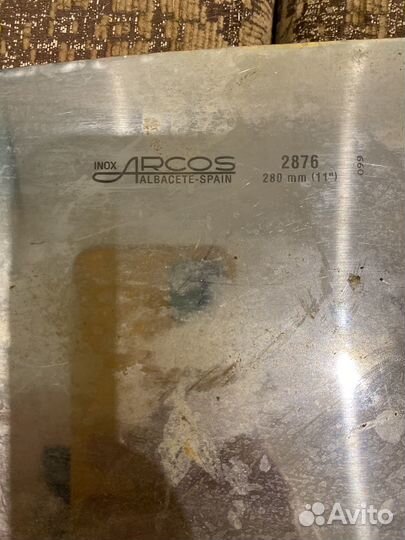 INOX ARCOS
ALBACETE-SPAIN
2876
280 mm (11")
099
Avito